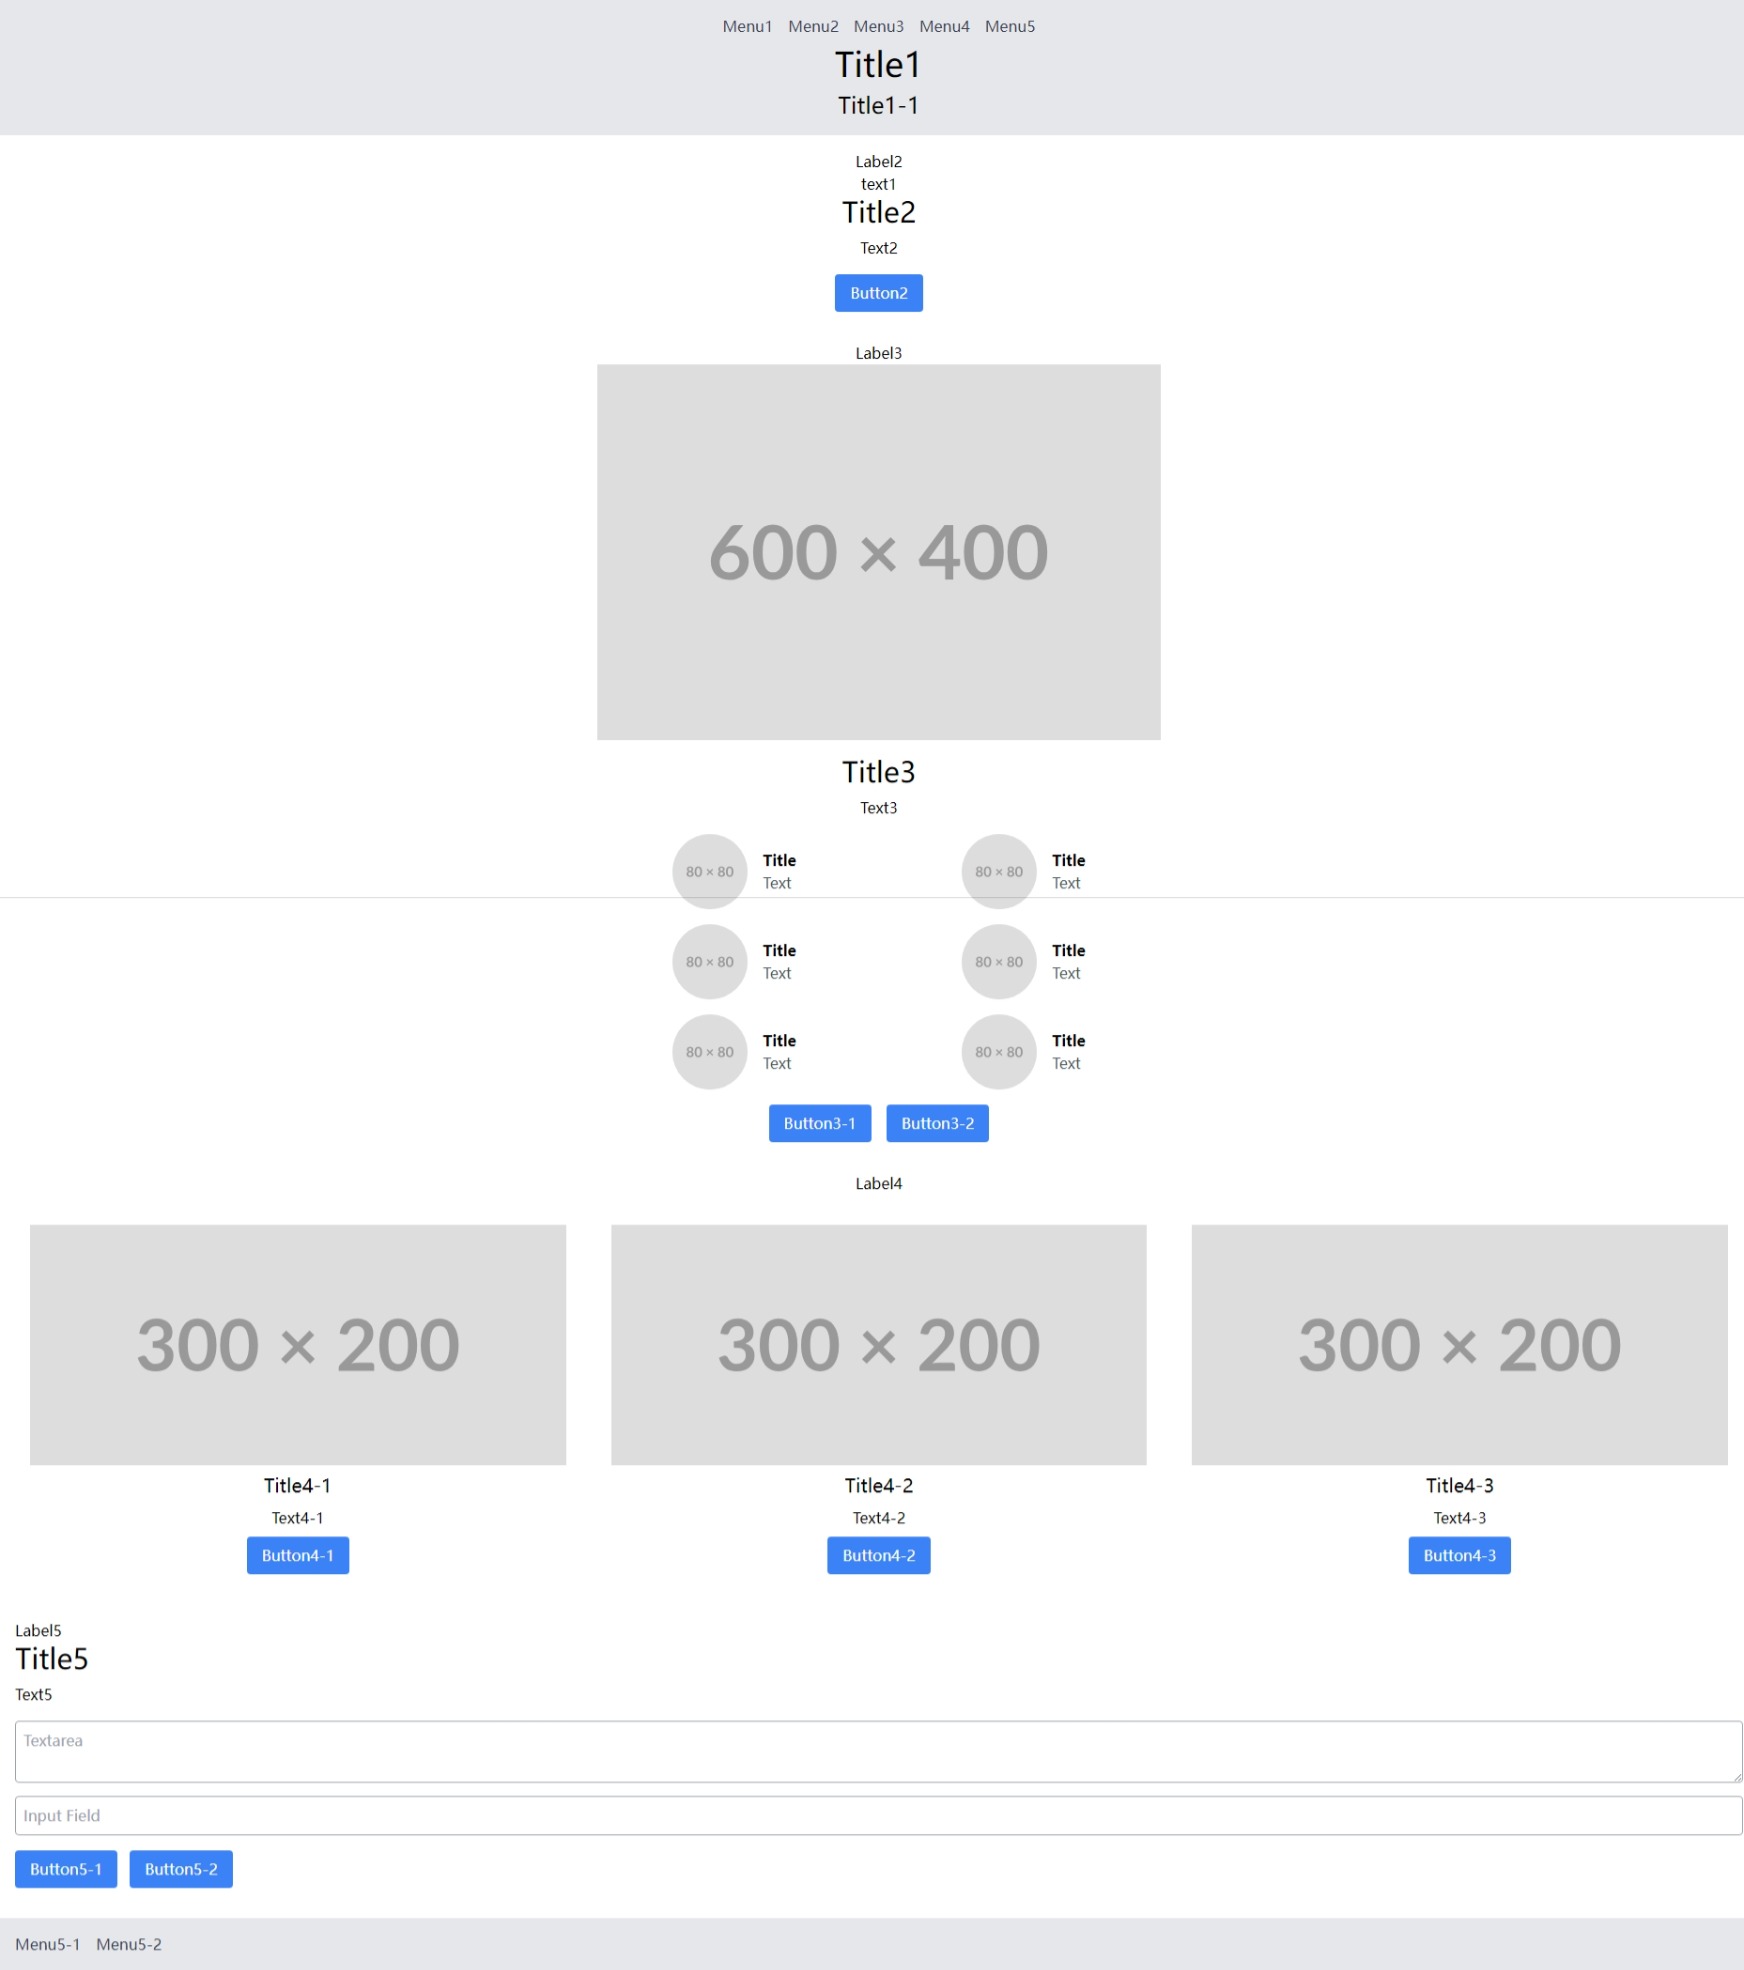 Menu1 Menu2 Menu3 Menu4 Menu5
Title1
Title1-1
Label2
text1
Title2
Text2
Button2
Label3
600 × 400
Title3
Text3
80 × 80 Title Text
80 × 80 Title Text
80 × 80 Title Text
80 × 80 Title Text
80 × 80 Title Text
80 × 80 Title Text
Button3-1 Button3-2
Label4
300 × 200 300 × 200 300 × 200
Title4-1 Title4-2 Title4-3
Text4-1 Text4-2 Text4-3
Button4-1 Button4-2 Button4-3
Label5
Title5
Text5
Textarea
Input Field
Button5-1 Button5-2
Menu5-1 Menu5-2